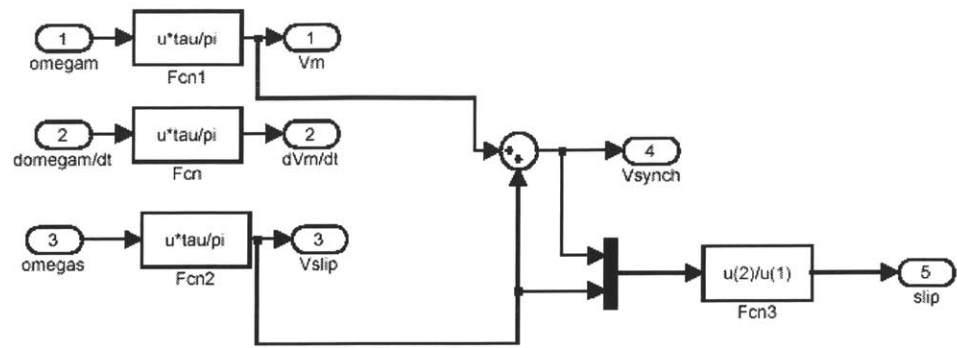 1
omegam
u*tau/pi
Fcn1
1
Vm
2
domegam/dt
u*tau/pi
Fcn
2
dVm/dt
4
Vsynch
3
omegas
u*tau/pi
Fcn2
3
Vslip
u(2)/u(1)
Fcn3
5
slip